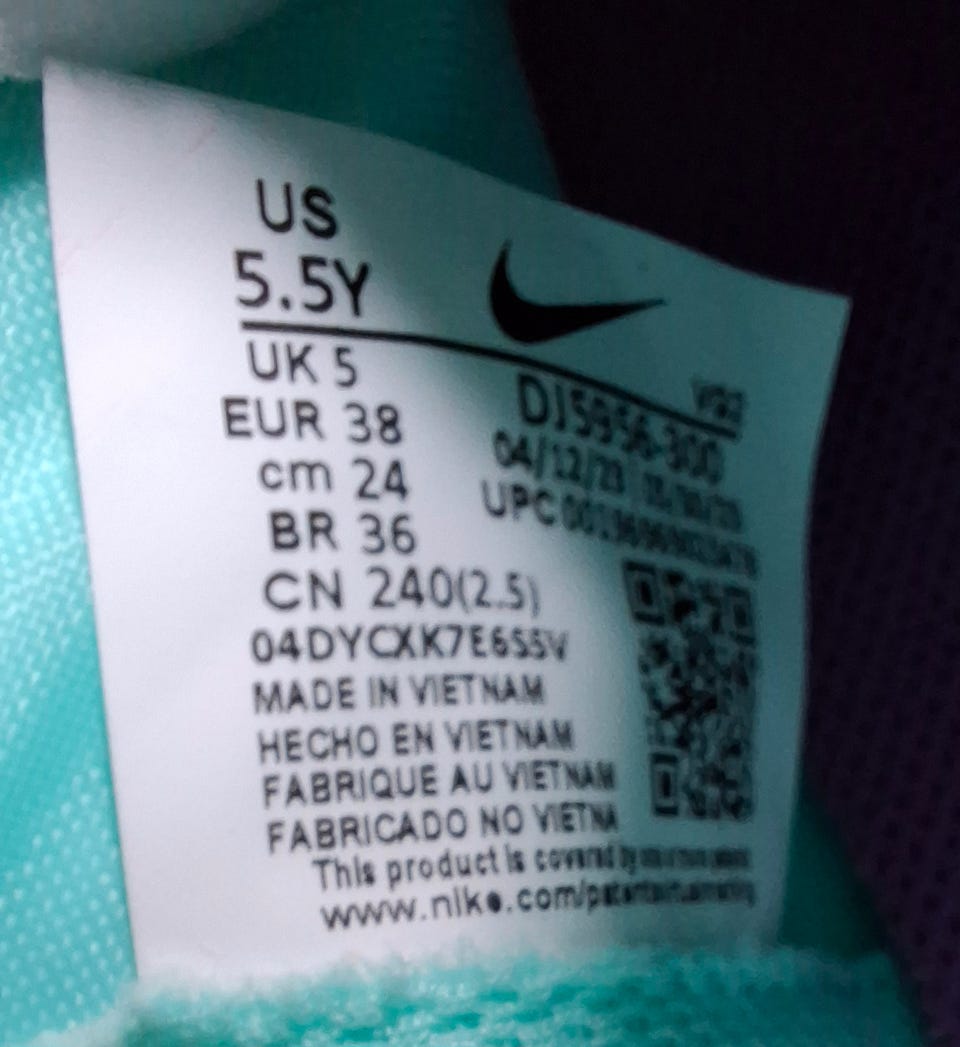 US
5.5Y
UK 5
EUR 38
cm 24
BR 36
CN 240(2.5)
04DYCXK7E6S5V
MADE IN VIETNAM
HECHO EN VIETNAM
FABRIQUE AU VIETNAM
FABRICADO NO VIETNA
This product is covered by
www.nike.com/
DJ5956-300
04/12/23
UPC